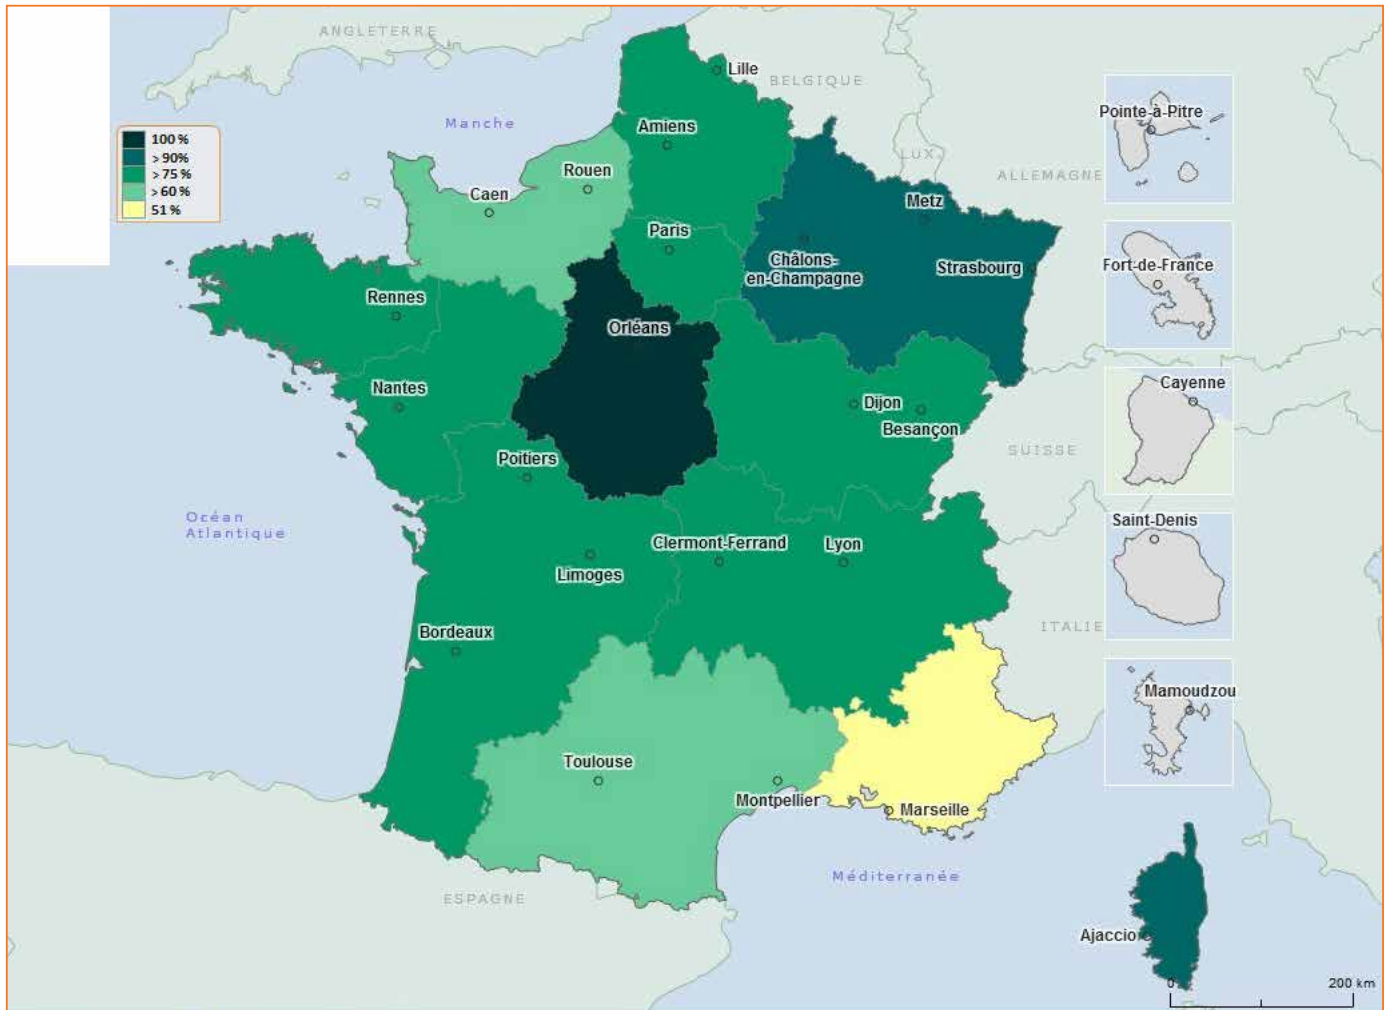 ANGLETERRE
Lille
BELGIQUE
Manche
Amiens
Pointe-à-Pitre
100 %
> 90%
> 75 %
> 60 %
51 %
LUX.
ALLEMAGNE
Rouen
Caen
Metz
Paris
Châlons-
en-Champagne
Strasbourg
Fort-de-France
Rennes
Orléans
Nantes
Dijon
Besançon
Cayenne
SUISSE
Poitiers
Océan
Atlantique
Saint-Denis
Clermont-Ferrand
Lyon
Limoges
Bordeaux
ITALIE
Mamoudzou
Toulouse
Montpellier
Marseille
Méditerranée
ESPAGNE
Ajaccio
0
200 km